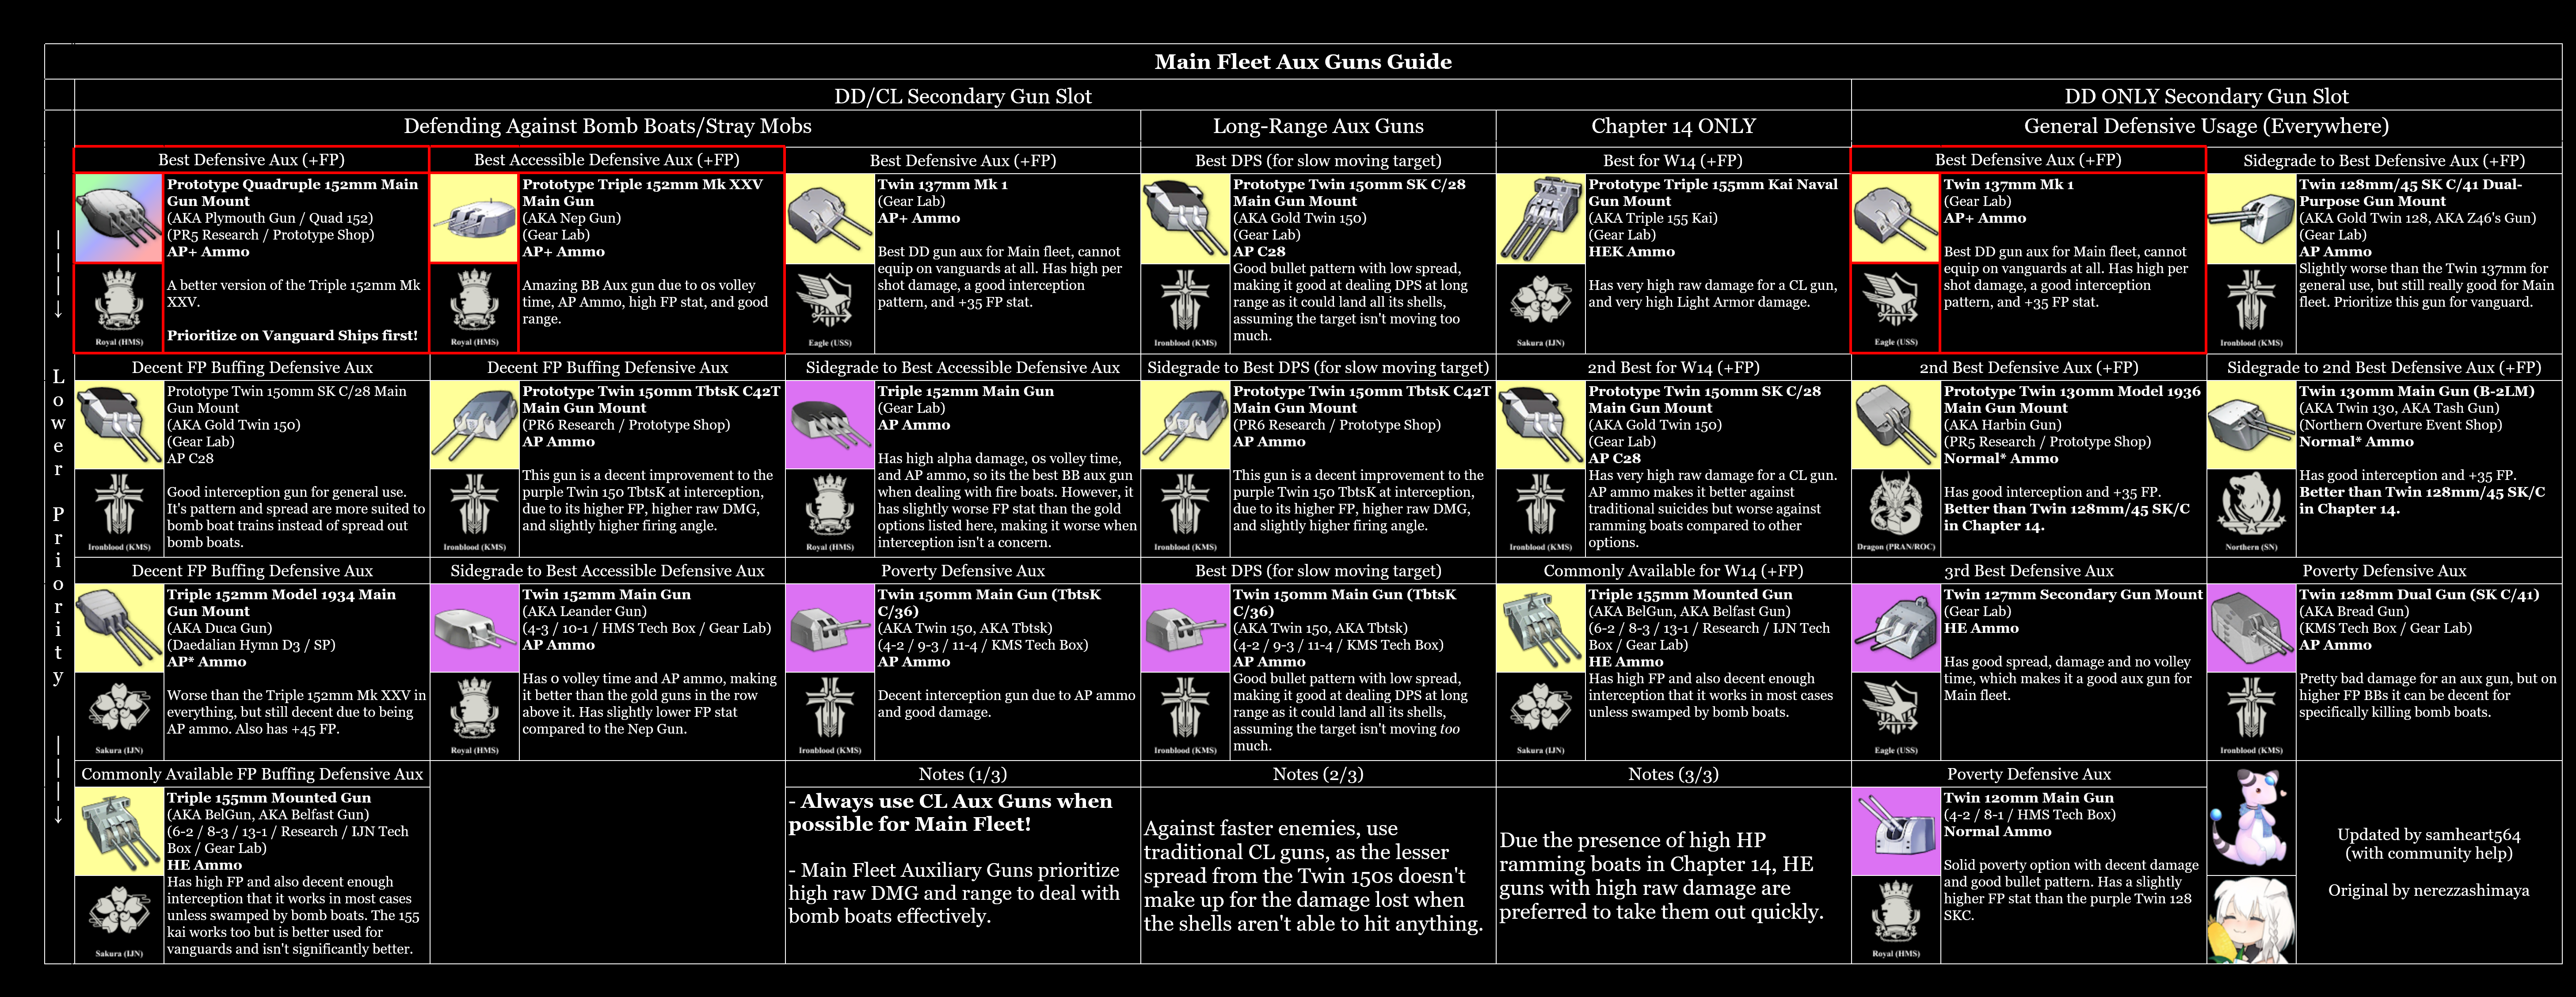 Main Fleet Aux Guns Guide
DD/CL Secondary Gun Slot
DD ONLY Secondary Gun Slot
Defending Against Bomb Boats/Stray Mobs
Long-Range Aux Guns
Chapter 14 ONLY
General Defensive Usage (Everywhere)
Lower Priority
Best Defensive Aux (+FP)
Prototype Quadruple 152mm Main
Gun Mount
(AKA Plymouth Gun / Quad 152)
(PR5 Research / Prototype Shop)
AP+ Ammo
A better version of the Triple 152mm Mk
XXV.
Prioritize on Vanguard Ships first!
Royal (HMS)
Best Accessible Defensive Aux (+FP)
Prototype Triple 152mm Mk XXV
Main Gun
(AKA Nep Gun)
(Gear Lab)
AP+ Ammo
Amazing BB Aux gun due to 0s volley
time, AP Ammo, high FP stat, and good
range.
Royal (HMS)
Best Defensive Aux (+FP)
Twin 137mm Mk 1
(Gear Lab)
AP+ Ammo
Best DD gun aux for Main fleet, cannot
equip on vanguards at all. Has high per
shot damage, a good interception
pattern, and +35 FP stat.
Eagle (USS)
Best DPS (for slow moving target)
Prototype Twin 150mm SK C/28
Main Gun Mount
(AKA Gold Twin 150)
(Gear Lab)
AP C28
Good bullet pattern with low spread,
making it good at dealing DPS at long
range as it could land all its shells,
assuming the target isn't moving too
much.
Ironblood (KMS)
Best for W14 (+FP)
Prototype Triple 155mm Kai Naval
Gun Mount
(AKA Triple 155 Kai)
(Gear Lab)
HEK Ammo
Has very high raw damage for a CL gun,
and very high Light Armor damage.
Sakura (IJN)
Best Defensive Aux (+FP)
Twin 137mm Mk 1
(Gear Lab)
AP+ Ammo
Best DD gun aux for Main fleet, cannot
equip on vanguards at all. Has high per
shot damage, a good interception
pattern, and +35 FP stat.
Eagle (USS)
Sidegrade to Best Defensive Aux (+FP)
Twin 128mm/45 SK C/41 Dual-
Purpose Gun Mount
(AKA Gold Twin 128, AKA Z46's Gun)
(Gear Lab)
AP Ammo
Slightly worse than the Twin 137mm for
general use, but still really good for Main
fleet. Prioritize this gun for vanguard.
Ironblood (KMS)
Decent FP Buffing Defensive Aux
Prototype Twin 150mm SK C/28 Main
Gun Mount
(AKA Gold Twin 150)
(Gear Lab)
AP C28
Good interception gun for general use.
It's pattern and spread are more suited to
bomb boat trains instead of spread out
bomb boats.
Ironblood (KMS)
Decent FP Buffing Defensive Aux
Prototype Twin 150mm TbtsK C42T
Main Gun Mount
(PR6 Research / Prototype Shop)
AP Ammo
This gun is a decent improvement to the
purple Twin 150 TbtsK at interception,
due to its higher FP, higher raw DMG,
and slightly higher firing angle.
Ironblood (KMS)
Sidegrade to Best Accessible Defensive Aux
Triple 152mm Main Gun
(Gear Lab)
AP Ammo
Has high alpha damage, 0s volley time,
and AP ammo, so its the best BB aux gun
when dealing with fire boats. However, it
has slightly worse FP stat than the gold
options listed here, making it worse when
interception isn't a concern.
Royal (HMS)
Sidegrade to Best DPS (for slow moving target)
Prototype Twin 150mm TbtsK C42T
Main Gun Mount
(PR6 Research / Prototype Shop)
AP Ammo
This gun is a decent improvement to the
purple Twin 150 TbtsK at interception,
due to its higher FP, higher raw DMG,
and slightly higher firing angle.
Ironblood (KMS)
2nd Best for W14 (+FP)
Prototype Twin 150mm SK C/28
Main Gun Mount
(AKA Gold Twin 150)
(Gear Lab)
AP C28
Has very high raw damage for a CL gun.
AP ammo makes it better against
traditional suicides but worse against
ramming boats compared to other
options.
Ironblood (KMS)
2nd Best Defensive Aux (+FP)
Prototype Twin 130mm Model 1936
Main Gun Mount
(AKA Harbin Gun)
(PR5 Research / Prototype Shop)
Normal* Ammo
Has good interception and +35 FP.
Better than Twin 128mm/45 SK/C
in Chapter 14.
Dragon (PRAN/ROC)
Sidegrade to 2nd Best Defensive Aux (+FP)
Twin 130mm Main Gun (B-2LM)
(AKA Twin 130, AKA Tash Gun)
(Northern Overture Event Shop)
Normal* Ammo
Has good interception and +35 FP.
Better than Twin 128mm/45 SK/C
in Chapter 14.
Northern (SN)
Decent FP Buffing Defensive Aux
Triple 152mm Model 1934 Main
Gun Mount
(AKA Duca Gun)
(Daedalian Hymn D3 / SP)
AP* Ammo
Worse than the Triple 152mm Mk XXV in
everything, but still decent due to being
AP ammo. Also has +45 FP.
Sakura (IJN)
Sidegrade to Best Accessible Defensive Aux
Twin 152mm Main Gun
(AKA Leander Gun)
(4-3 / 10-1 / HMS Tech Box / Gear Lab)
AP Ammo
Has 0 volley time and AP ammo, making
it better than the gold guns in the row
above it. Has slightly lower FP stat
compared to the Nep Gun.
Royal (HMS)
Poverty Defensive Aux
Twin 150mm Main Gun (TbtsK
C/36)
(AKA Twin 150, AKA Tbtsk)
(4-2 / 9-3 / 11-4 / KMS Tech Box)
AP Ammo
Decent interception gun due to AP ammo
and good damage.
Ironblood (KMS)
Best DPS (for slow moving target)
Twin 150mm Main Gun (TbtsK
C/36)
(AKA Twin 150, AKA Tbtsk)
(4-2 / 9-3 / 11-4 / KMS Tech Box)
AP Ammo
Good bullet pattern with low spread,
making it good at dealing DPS at long
range as it could land all its shells,
assuming the target isn't moving too
much.
Ironblood (KMS)
Commonly Available for W14 (+FP)
Triple 155mm Mounted Gun
(AKA BelGun, AKA Belfast Gun)
(6-2 / 8-3 / 13-1 / Research / IJN Tech
Box / Gear Lab)
HE Ammo
Has high FP and also decent enough
interception that it works in most cases
unless swamped by bomb boats.
Sakura (IJN)
3rd Best Defensive Aux
Twin 127mm Secondary Gun Mount
(Gear Lab)
HE Ammo
Has good spread, damage and no volley
time, which makes it a good aux gun for
Main fleet.
Eagle (USS)
Poverty Defensive Aux
Twin 128mm Dual Gun (SK C/41)
(AKA Bread Gun)
(KMS Tech Box / Gear Lab)
AP Ammo
Pretty bad damage for an aux gun, but on
higher FP BBs it can be decent for
specifically killing bomb boats.
Ironblood (KMS)
Commonly Available FP Buffing Defensive Aux
Triple 155mm Mounted Gun
(AKA BelGun, AKA Belfast Gun)
(6-2 / 8-3 / 13-1 / Research / IJN Tech
Box / Gear Lab)
HE Ammo
Has high FP and also decent enough
interception that it works in most cases
unless swamped by bomb boats. The 155
kai works too but is better used for
vanguards and isn't significantly better.
Sakura (IJN)
Notes (1/3)
- Always use CL Aux Guns when
possible for Main Fleet!
- Main Fleet Auxiliary Guns prioritize
high raw DMG and range to deal with
bomb boats effectively.
Notes (2/3)
Against faster enemies, use
traditional CL guns, as the lesser
spread from the Twin 150s doesn't
make up for the damage lost when
the shells aren't able to hit anything.
Notes (3/3)
Due the presence of high HP
ramming boats in Chapter 14, HE
guns with high raw damage are
preferred to take them out quickly.
Poverty Defensive Aux
Twin 120mm Main Gun
(4-2 / 8-1 / HMS Tech Box)
Normal Ammo
Solid poverty option with decent damage
and good bullet pattern. Has a slightly
higher FP stat than the purple Twin 128
SKC.
Royal (HMS)
Updated by samheart564
(with community help)
Original by nerezzashimaya